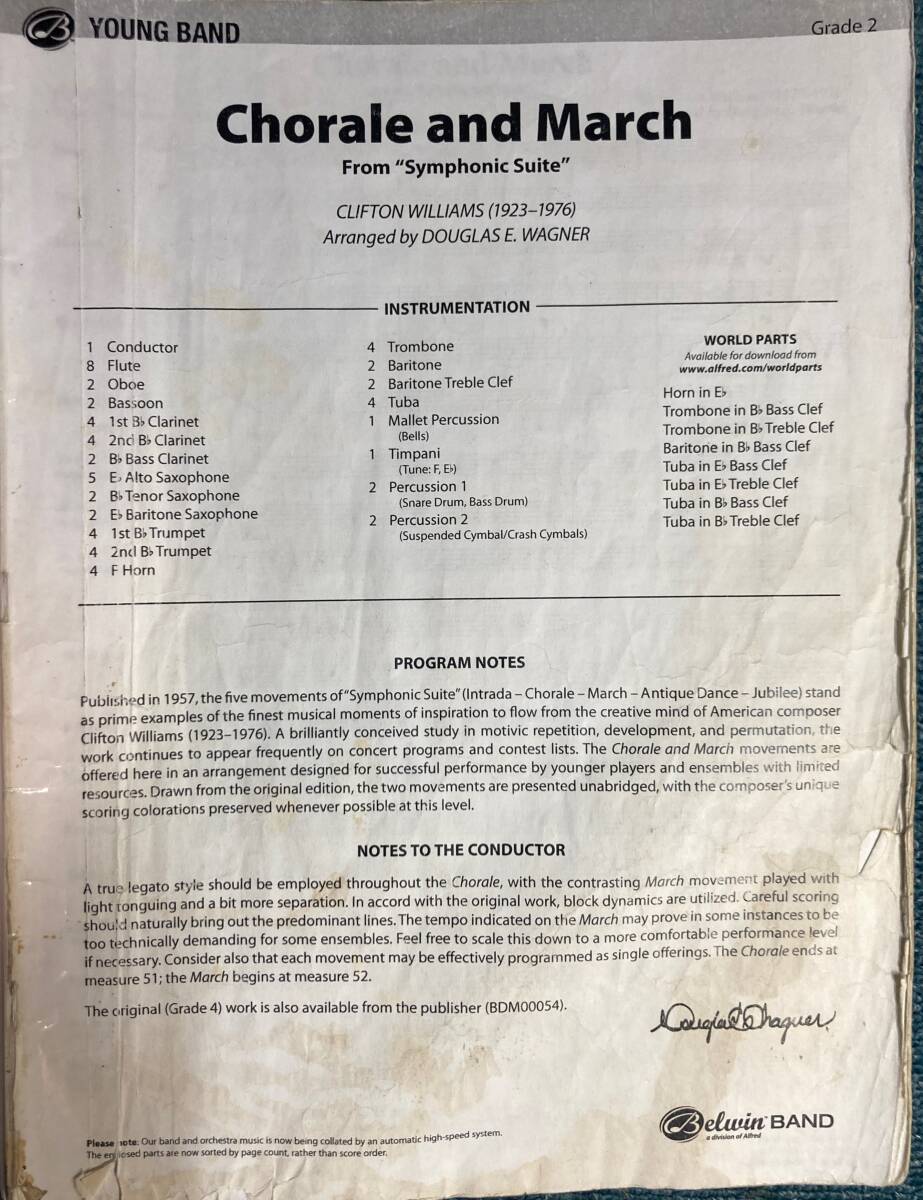 B YOUNG BAND
Grade 2
Chorale and March
From “Symphonic Suite”
CLIFTON WILLIAMS (1923–1976)
Arranged by DOUGLAS E. WAGNER
INSTRUMENTATION
1 Conductor
8 Flute
2 Oboe
2 Bassoon
4 1st B♭ Clarinet
4 2nd B♭ Clarinet
2 B♭ Bass Clarinet
5 E♭ Alto Saxophone
2 B♭ Tenor Saxophone
2 E♭ Baritone Saxophone
4 1st B♭ Trumpet
4 2nd B♭ Trumpet
4 F Horn
4 Trombone
2 Baritone
2 Baritone Treble Clef
4 Tuba
1 Mallet Percussion
(Bells)
1 Timpani
(Tune: F, E♭)
2 Percussion 1
(Snare Drum, Bass Drum)
2 Percussion 2
(Suspended Cymbal/Crash Cymbals)
WORLD PARTS
Available for download from
www.alfred.com/worldparts
Horn in E♭
Trombone in B♭ Bass Clef
Trombone in B♭ Treble Clef
Baritone in B♭ Bass Clef
Tuba in E♭ Bass Clef
Tuba in E♭ Treble Clef
Tuba in B♭ Bass Clef
Tuba in B♭ Treble Clef
PROGRAM NOTES
Published in 1957, the five movements of “Symphonic Suite” (Intrada – Chorale – March – Antique Dance – Jubilee) stand
as prime examples of the finest musical moments of inspiration to flow from the creative mind of American composer
Clifton Williams (1923–1976). A brilliantly conceived study in motivic repetition, development, and permutation, the
work continues to appear frequently on concert programs and contest lists. The Chorale and March movements are
offered here in an arrangement designed for successful performance by younger players and ensembles with limited
resources. Drawn from the original edition, the two movements are presented unabridged, with the composer’s unique
scoring colorations preserved whenever possible at this level.
NOTES TO THE CONDUCTOR
A true legato style should be employed throughout the Chorale, with the contrasting March movement played with
light tonguing and a bit more separation. In accord with the original work, block dynamics are utilized. Careful scoring
should naturally bring out the predominant lines. The tempo indicated on the March may prove in some instances to be
too technically demanding for some ensembles. Feel free to scale this down to a more comfortable performance level
if necessary. Consider also that each movement may be effectively programmed as single offerings. The Chorale ends at
measure 51; the March begins at measure 52.
The original (Grade 4) work is also available from the publisher (BDM00054).
Douglas E. Wagner
Belwin BAND
a division of Alfred
Please note: Our band and orchestra music is now being collated by an automatic high-speed system.
The enclosed parts are now sorted by page count, rather than score order.